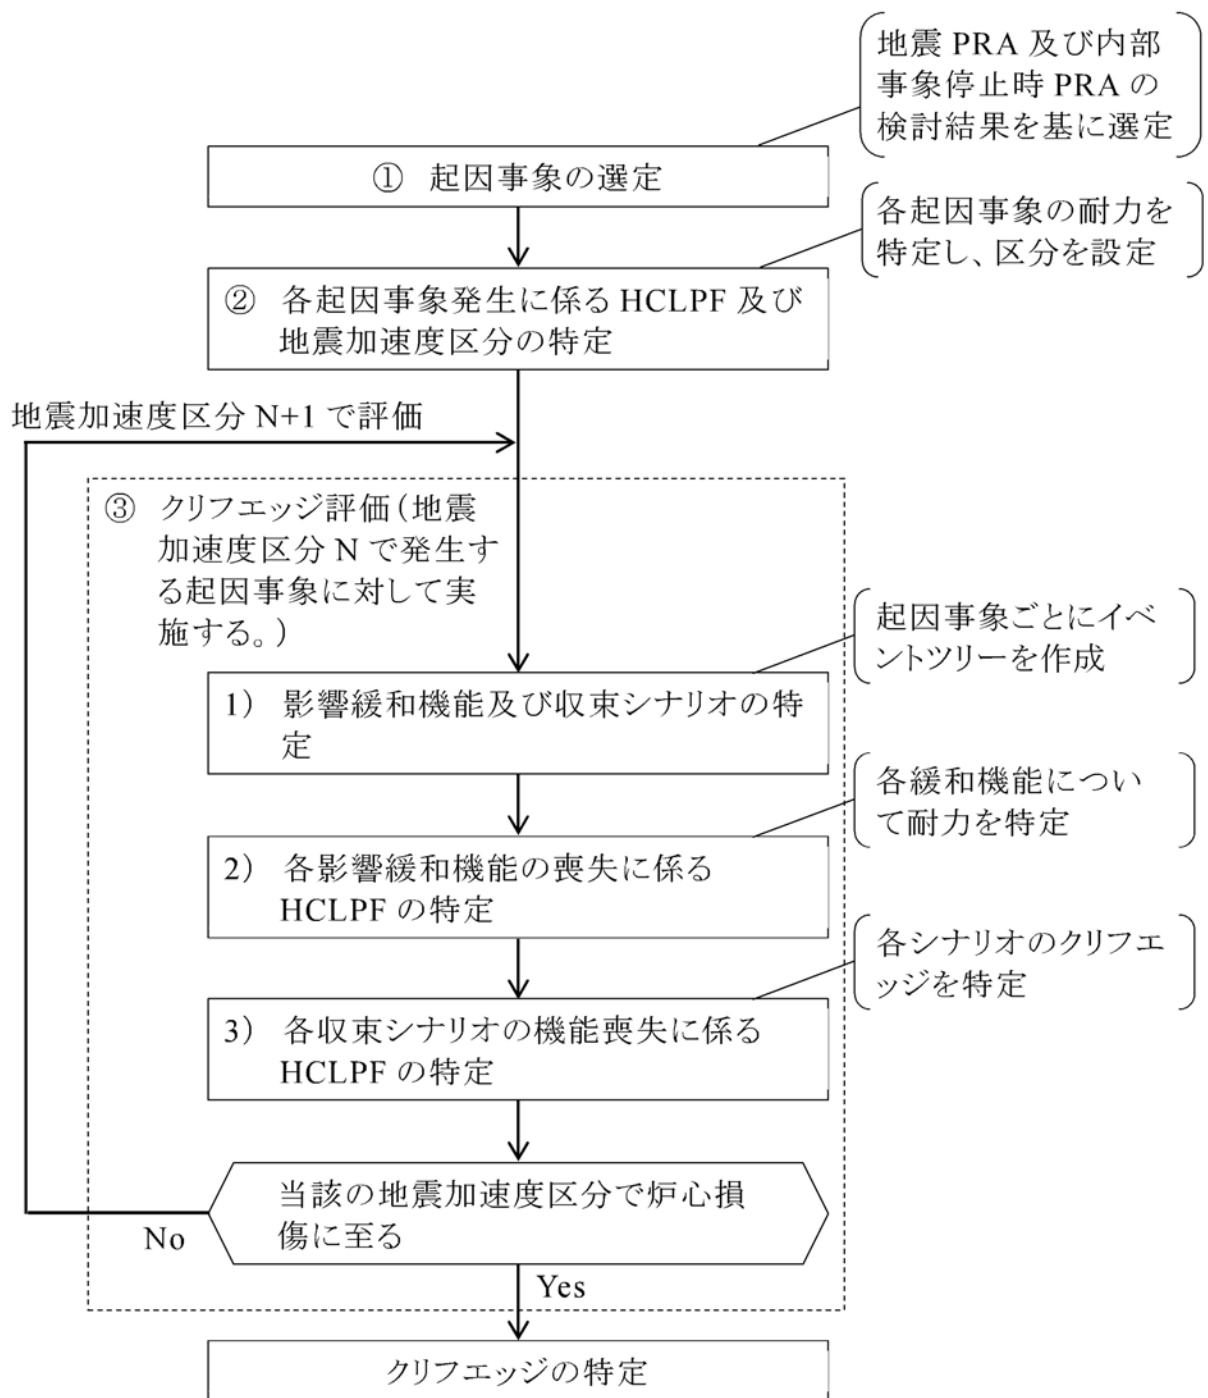 地震 PRA 及び内部
事象停止時 PRA の
検討結果を基に選定
① 起因事象の選定
各起因事象の耐力を
特定し、区分を設定
② 各起因事象発生に係る HCLPF 及び
地震加速度区分の特定
地震加速度区分 N+1 で評価
③ クリフエッジ評価(地震
加速度区分 N で発生す
る起因事象に対して実
施する。)
起因事象ごとにイベ
ントツリーを作成
1) 影響緩和機能及び収束シナリオの特
定
各緩和機能につい
て耐力を特定
2) 各影響緩和機能の喪失に係る
HCLPF の特定
各シナリオのクリフエ
ッジを特定
3) 各収束シナリオの機能喪失に係る
HCLPF の特定
当該の地震加速度区分で炉心損
傷に至る
No
Yes
クリフエッジの特定